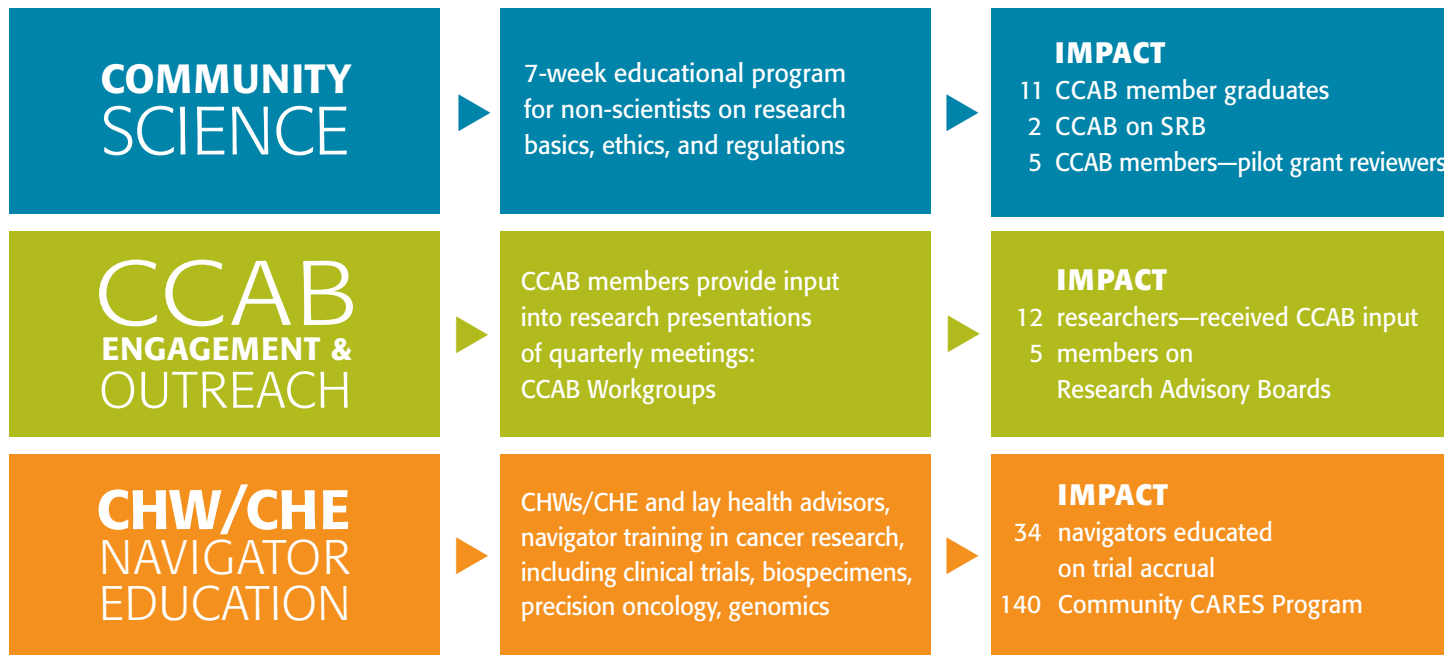 COMMUNITY
SCIENCE
7-week educational program
for non-scientists on research
basics, ethics, and regulations
IMPACT
11 CCAB member graduates
2 CCAB on SRB
5 CCAB members—pilot grant reviewers
CCAB
ENGAGEMENT &
OUTREACH
CCAB members provide input
into research presentations
of quarterly meetings:
CCAB Workgroups
IMPACT
12 researchers—received CCAB input
5 members on
Research Advisory Boards
CHW/CHE
NAVIGATOR
EDUCATION
CHWs/CHE and lay health advisors,
navigator training in cancer research,
including clinical trials, biospecimens,
precision oncology, genomics
IMPACT
34 navigators educated
on trial accrual
140 Community CARES Program